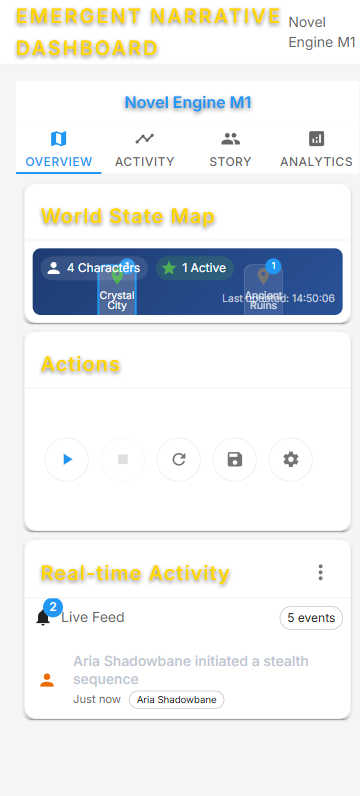 EMERGENT NARRATIVE
DASHBOARD
Novel
Engine M1
Novel Engine M1
OVERVIEW
ACTIVITY
STORY
ANALYTICS
World State Map
4 Characters
1
1 Active
1
Crystal
City
Ancient
Ruins
Last updated: 14:50:06
Actions
Real-time Activity
2
Live Feed
5 events
Aria Shadowbane initiated a stealth
sequence
Just now
Aria Shadowbane